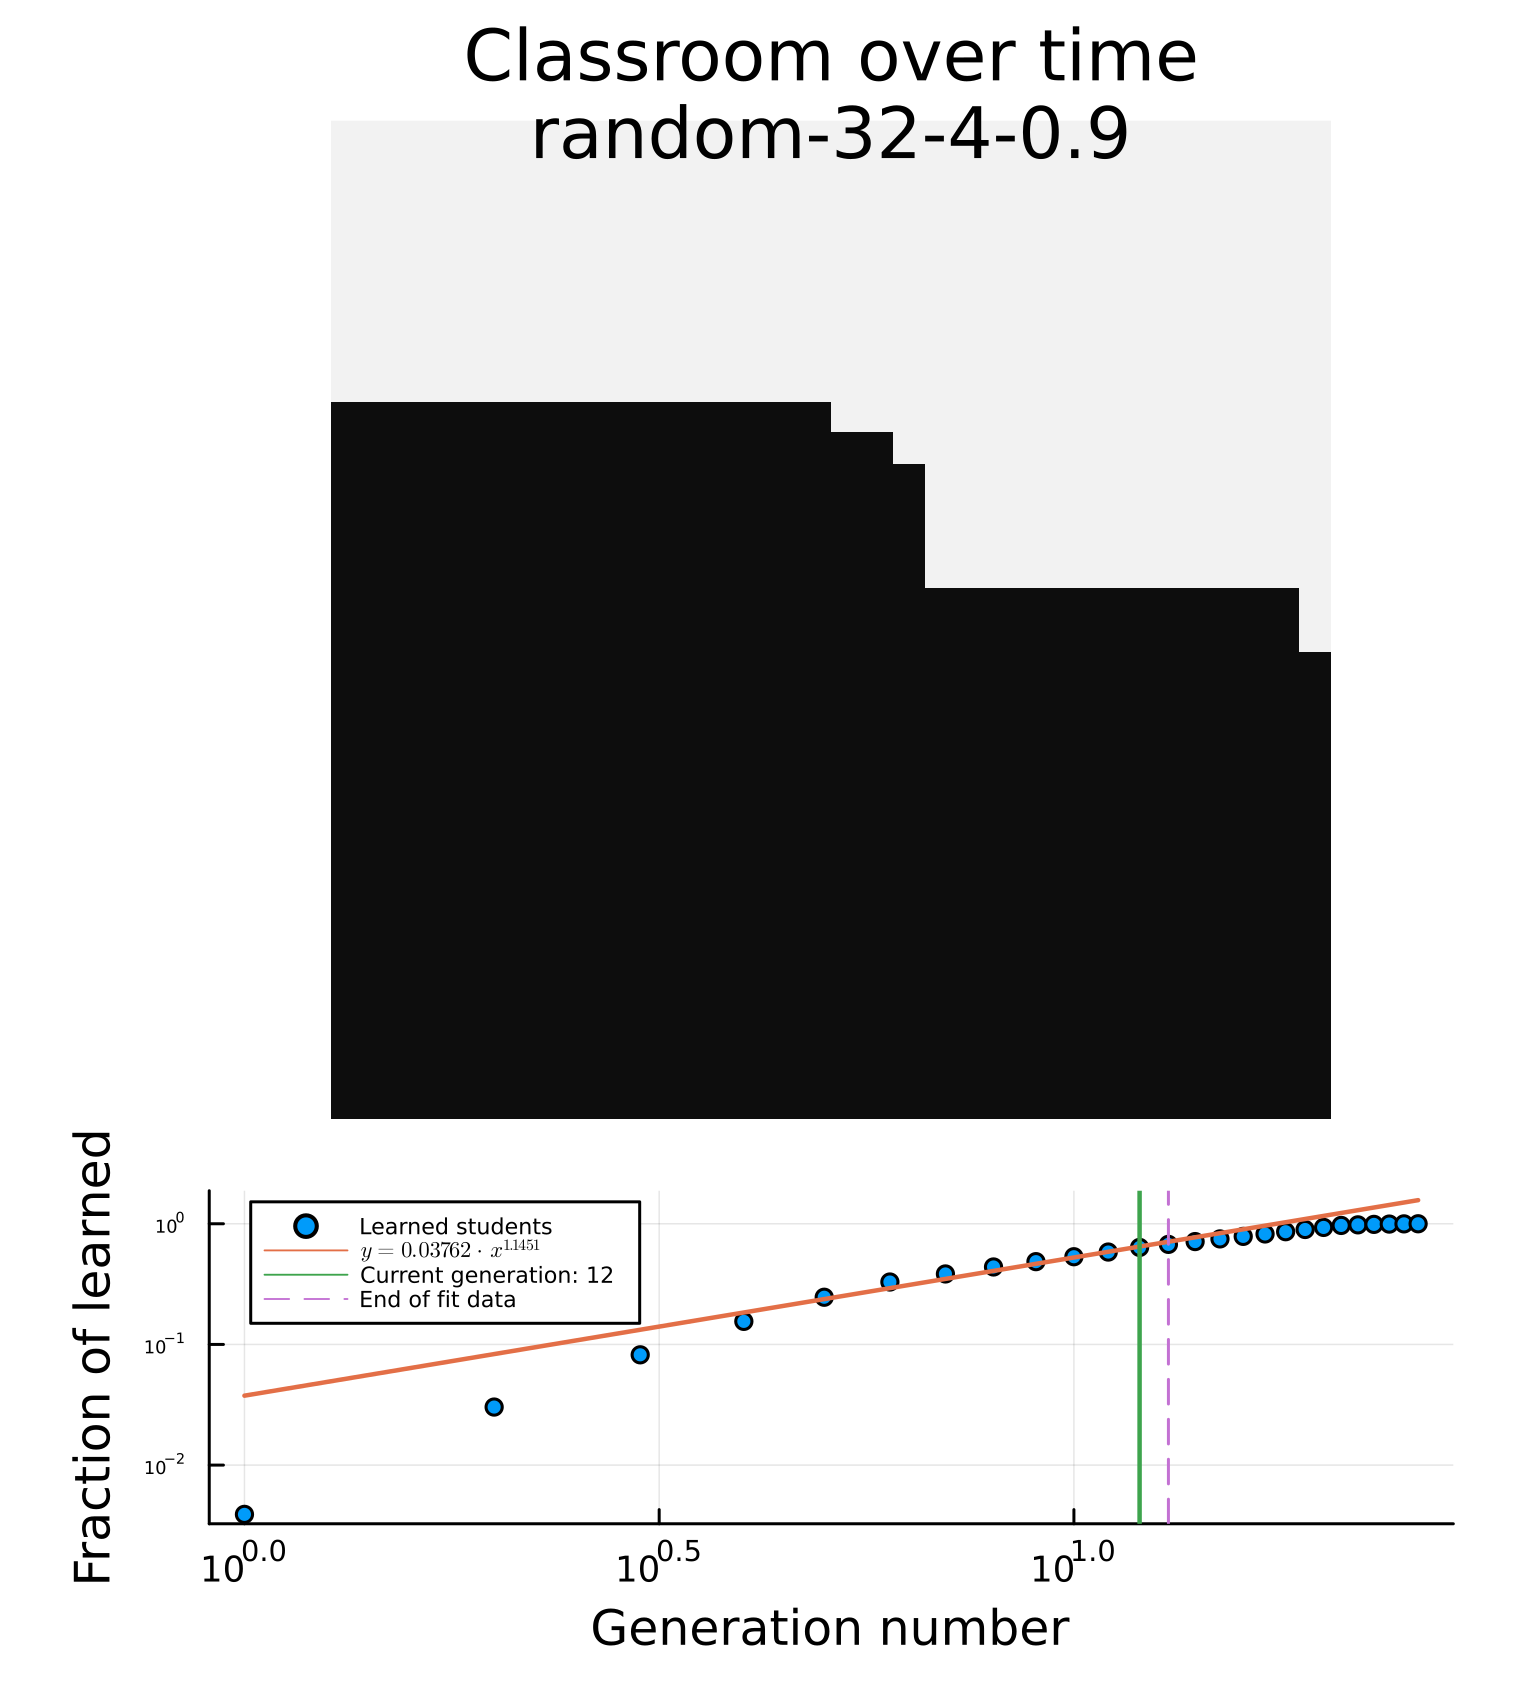 Classroom over time
random-32-4-0.9
Fraction of learned
10^0
10^−1
10^−2
Learned students
y = 0.03762 · x^1.1451
Current generation: 12
End of fit data
10^0.0
10^0.5
10^1.0
Generation number